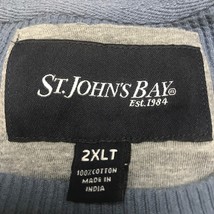 ST. JOHN'S BAY®
Est. 1984
2XLT
100% COTTON
MADE IN
INDIA